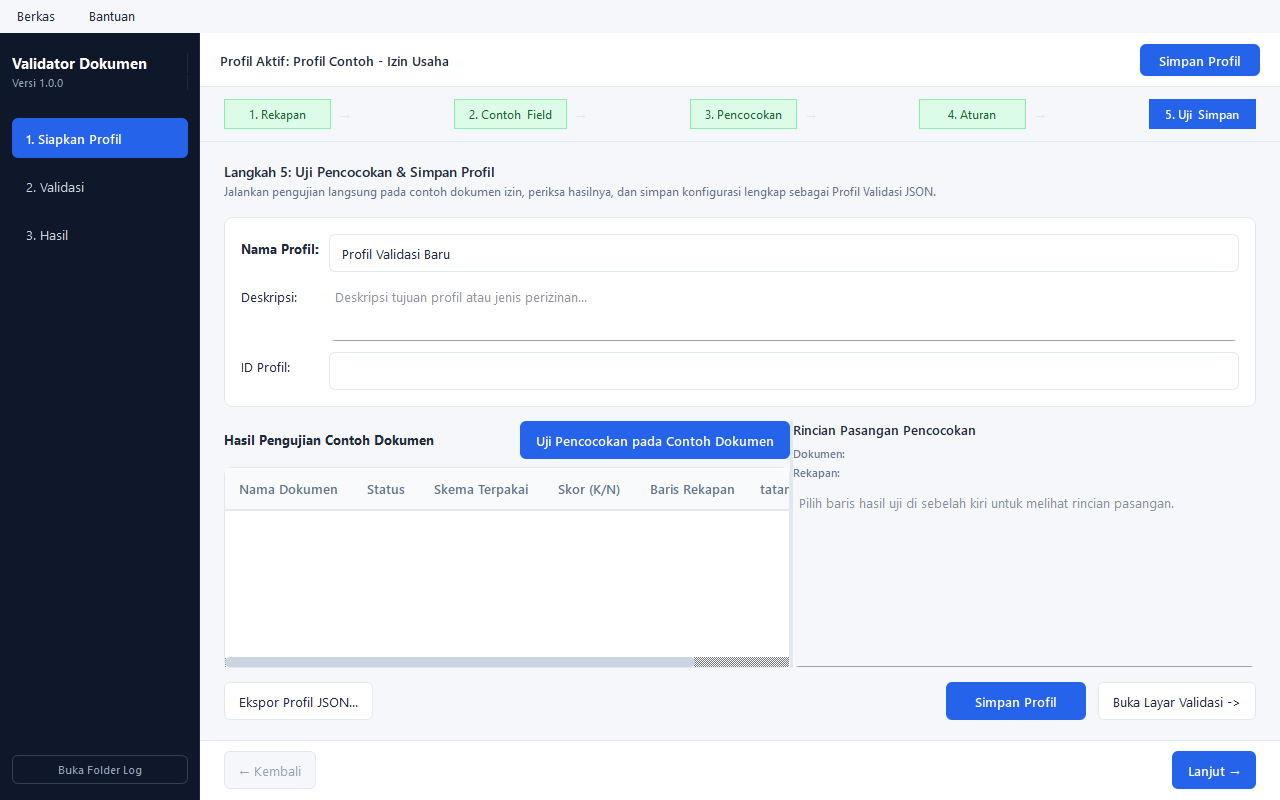 Berkas Bantuan
Validator Dokumen
Versi 1.0.0
1. Siapkan Profil
2. Validasi
3. Hasil
Buka Folder Log
Profil Aktif: Profil Contoh - Izin Usaha
Simpan Profil
1. Rekapan → 2. Contoh Field → 3. Pencocokan → 4. Aturan → 5. Uji Simpan
Langkah 5: Uji Pencocokan & Simpan Profil
Jalankan pengujian langsung pada contoh dokumen izin, periksa hasilnya, dan simpan konfigurasi lengkap sebagai Profil Validasi JSON.
Nama Profil: Profil Validasi Baru
Deskripsi: Deskripsi tujuan profil atau jenis perizinan...
ID Profil:
Hasil Pengujian Contoh Dokumen
Uji Pencocokan pada Contoh Dokumen
Nama Dokumen Status Skema Terpakai Skor (K/N) Baris Rekapan tatar
Rincian Pasangan Pencocokan
Dokumen:
Rekapan:
Pilih baris hasil uji di sebelah kiri untuk melihat rincian pasangan.
Ekspor Profil JSON...
Simpan Profil
Buka Layar Validasi ->
← Kembali
Lanjut →